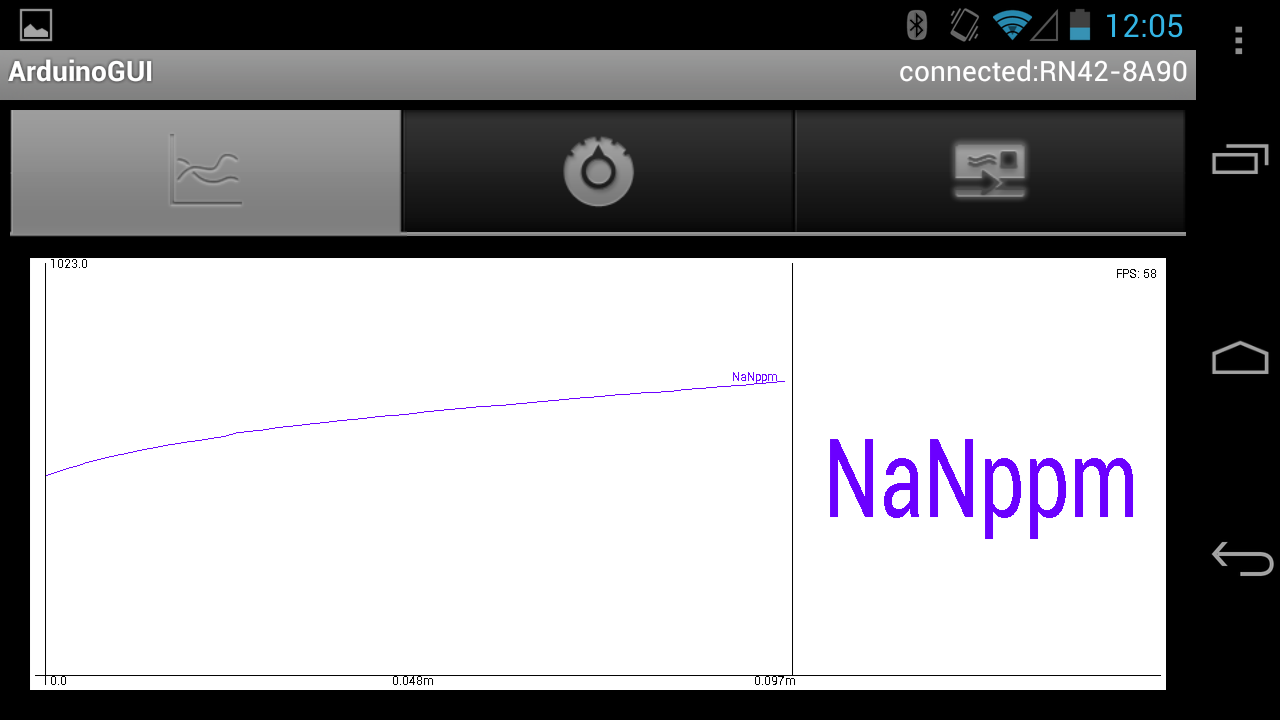 12:05
ArduinoGUI
connected:RN42-8A90
1023.0
FPS: 58
NaNppm
NaNppm
0.0
0.048m
0.097m